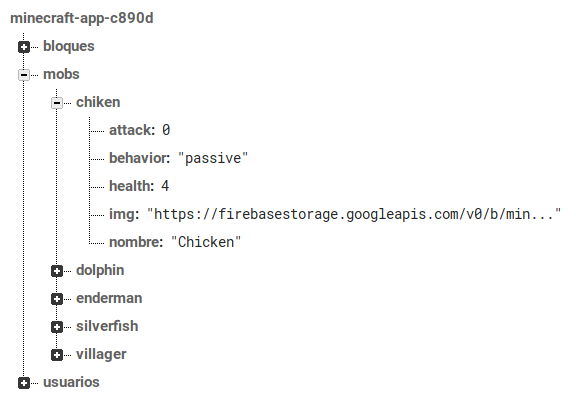 minecraft-app-c890d
bloques
mobs
chiken
attack: 0
behavior: "passive"
health: 4
img: "https://firebasestorage.googleapis.com/v0/b/min..."
nombre: "Chicken"
dolphin
enderman
silverfish
villager
usuarios